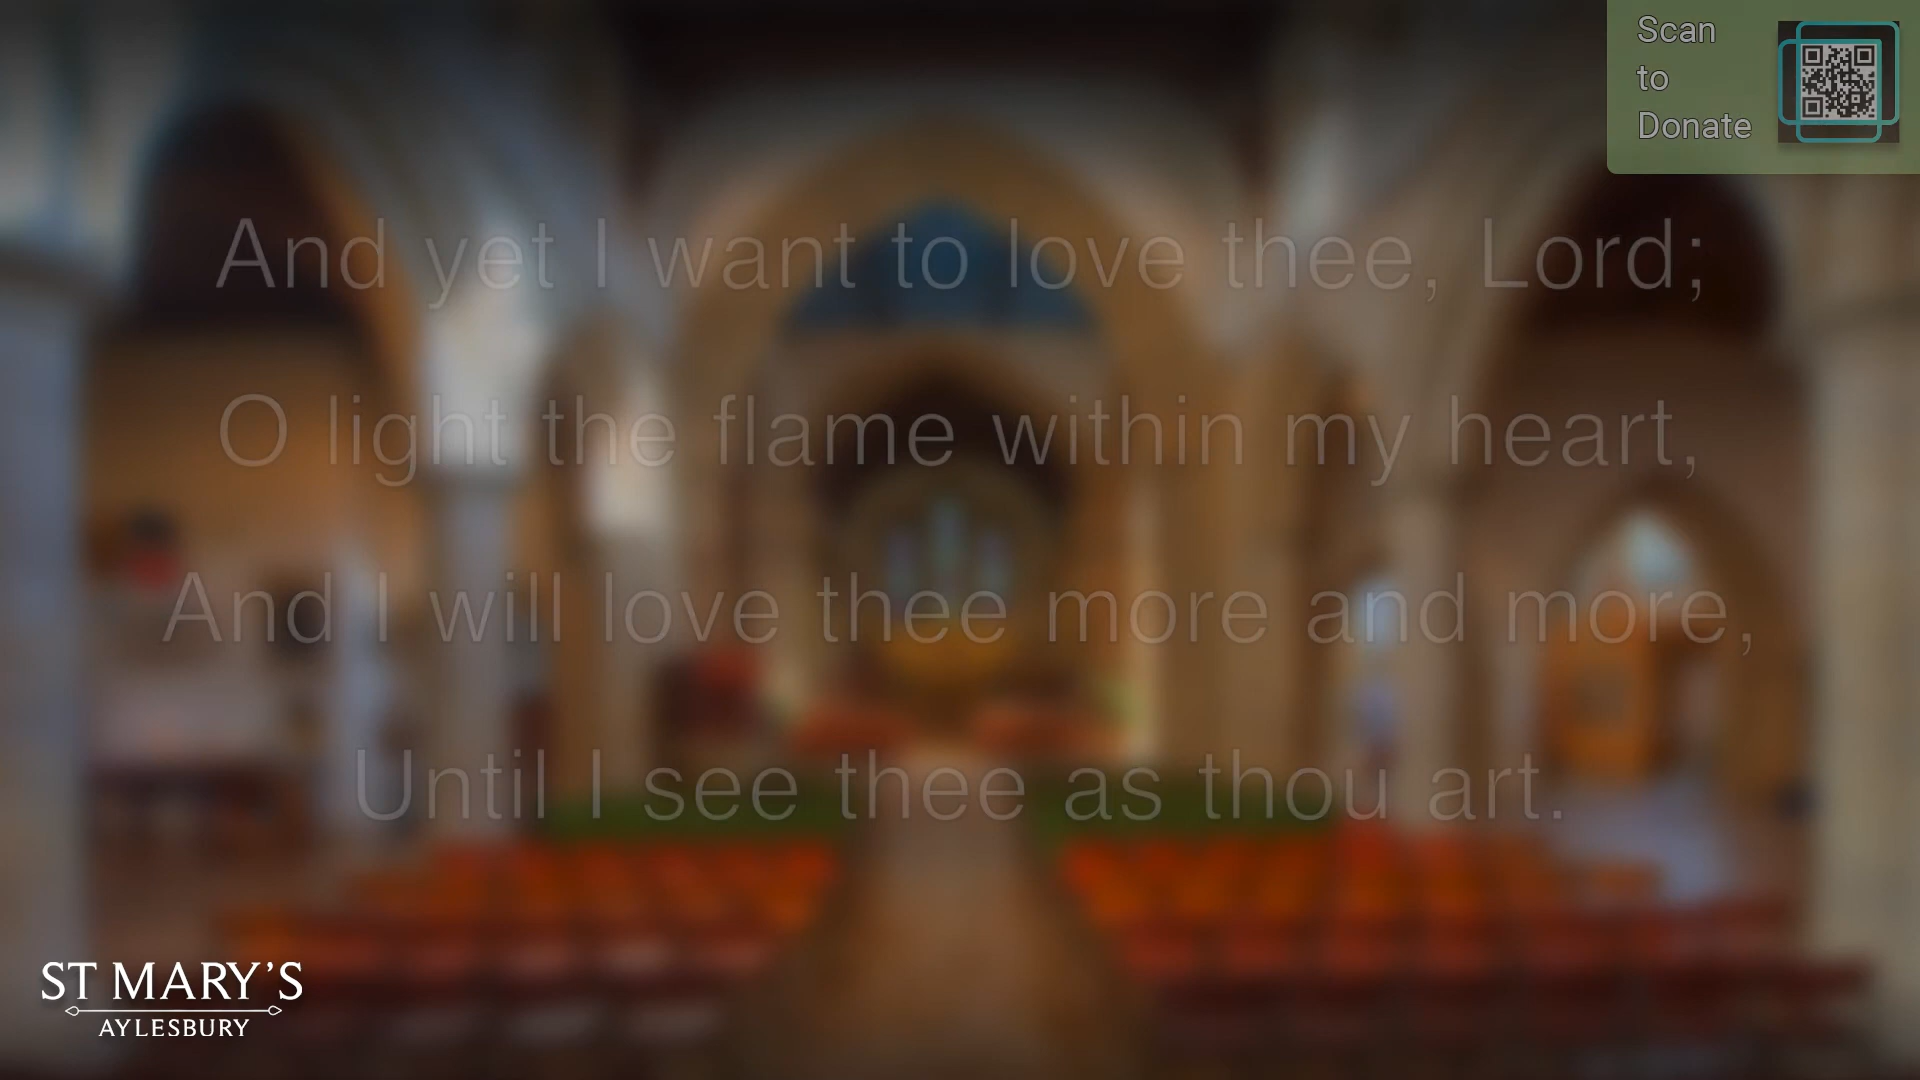 Scan
to
Donate
And yet I want to love thee, Lord;
O light the flame within my heart,
And I will love thee more and more,
Until I see thee as thou art.
ST MARY'S
AYLESBURY